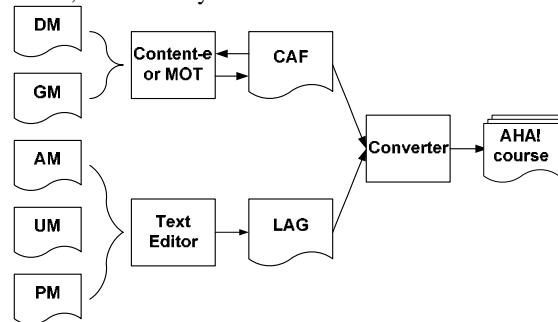 DM
GM
AM
UM
PM
Content-e
or MOT
CAF
Text
Editor
LAG
Converter
AHA!
course